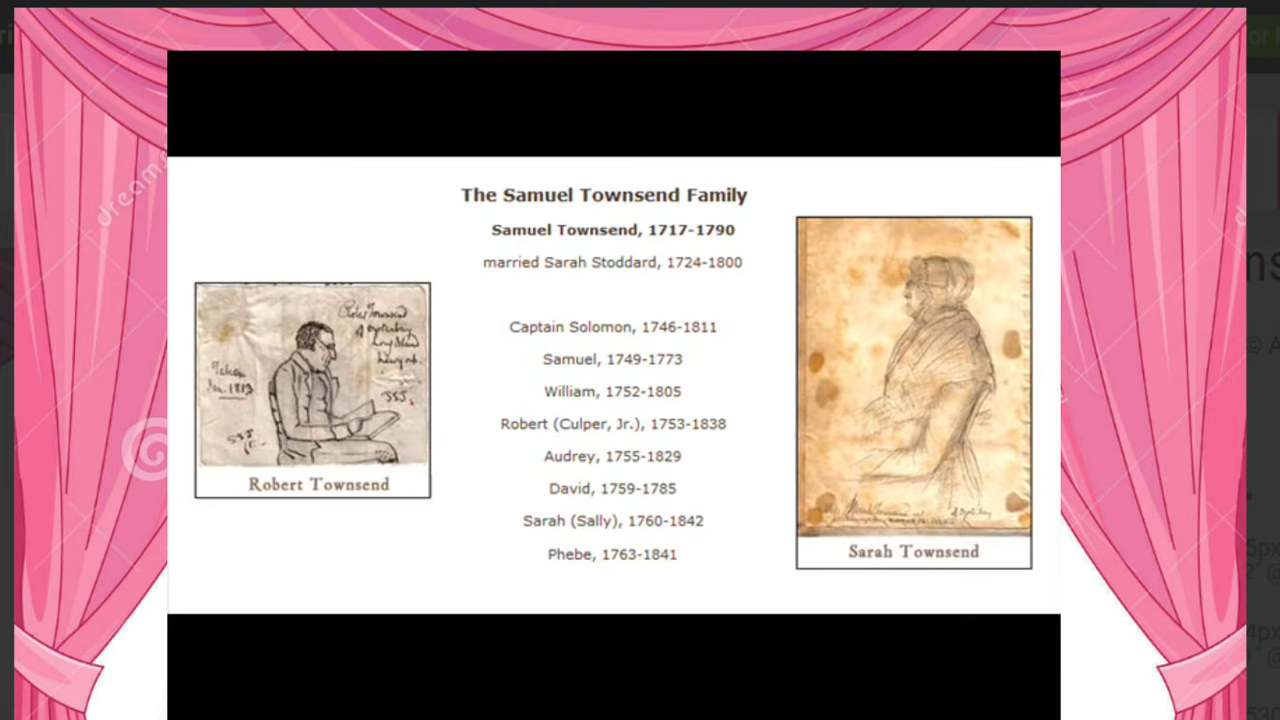 The Samuel Townsend Family
Samuel Townsend, 1717-1790
married Sarah Stoddard, 1724-1800
Captain Solomon, 1746-1811
Samuel, 1749-1773
William, 1752-1805
Robert (Culper, Jr.), 1753-1838
Audrey, 1755-1829
David, 1759-1785
Sarah (Sally), 1760-1842
Phebe, 1763-1841
Robert Townsend
Sarah Townsend